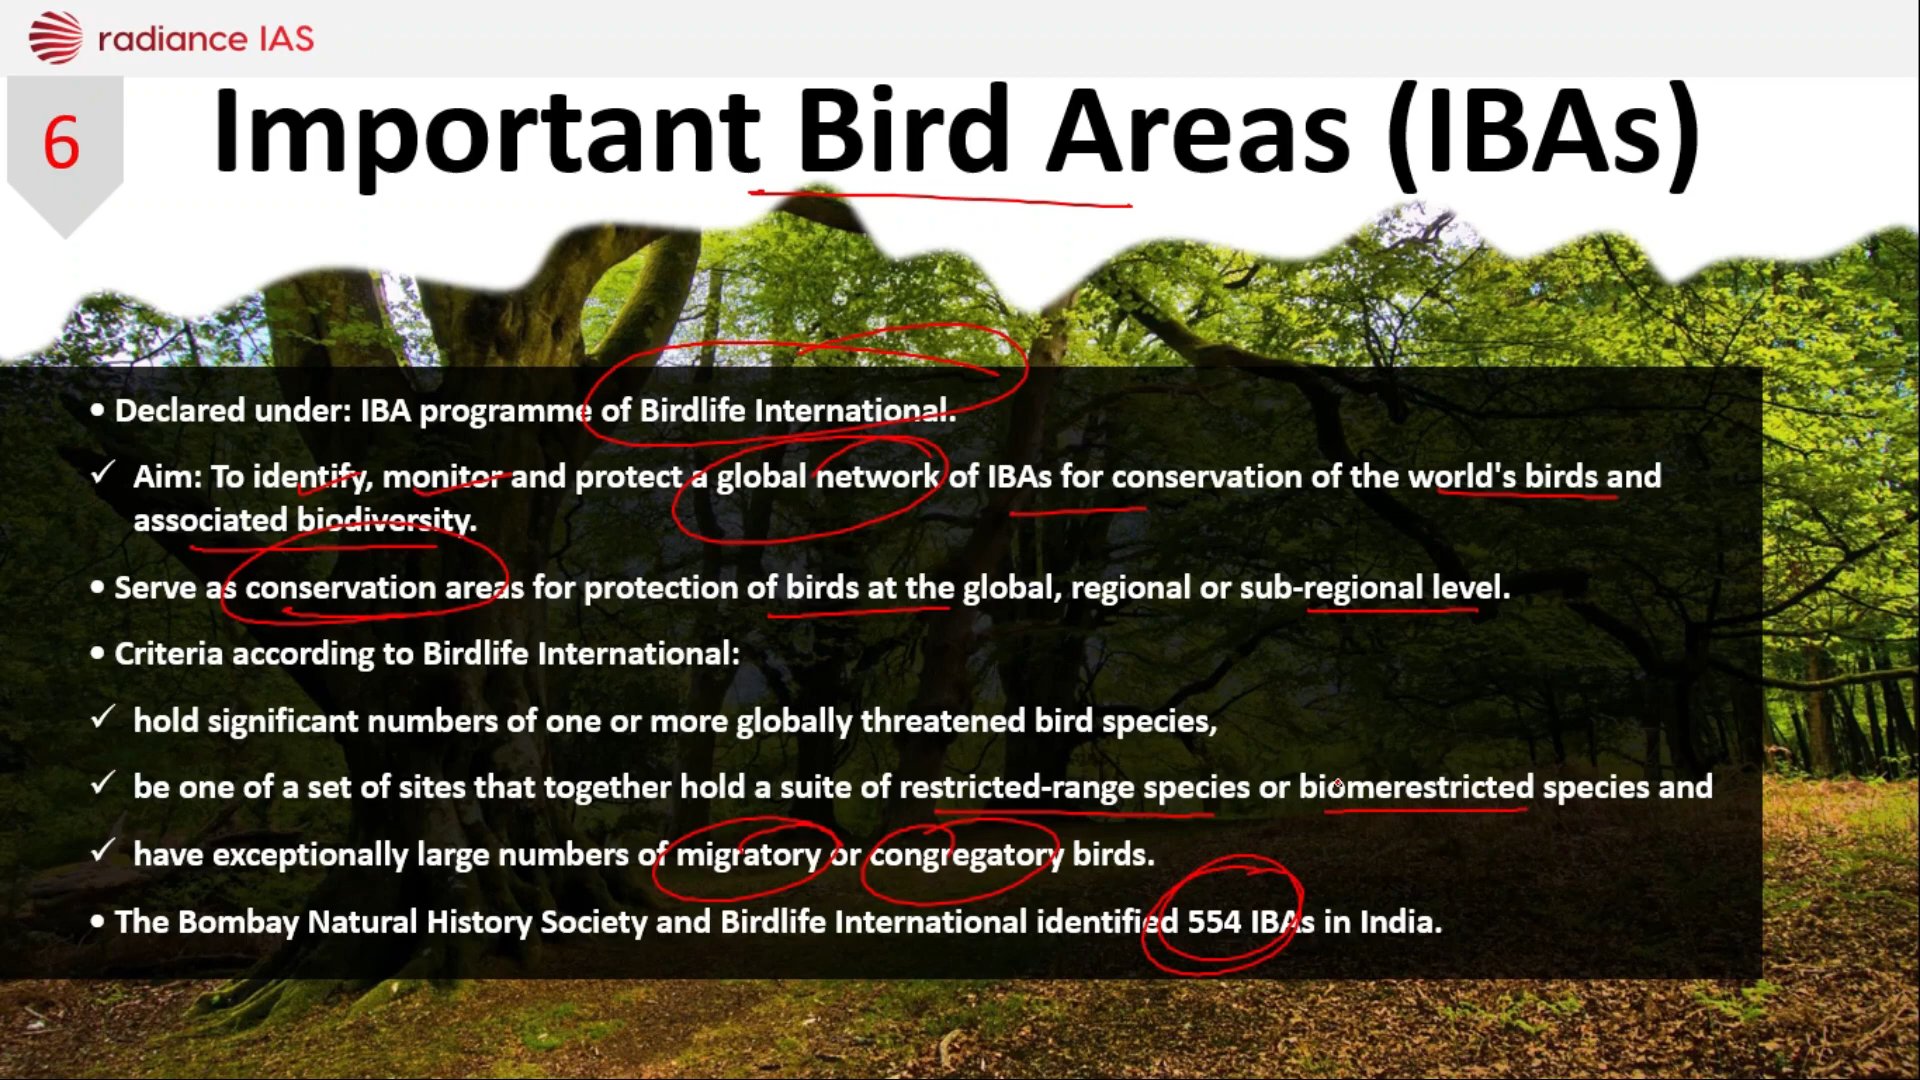 radiance IAS
6
Important Bird Areas (IBAs)
• Declared under: IBA programme of Birdlife International.
✓ Aim: To identify, monitor and protect a global network of IBAs for conservation of the world's birds and
associated biodiversity.
• Serve as conservation areas for protection of birds at the global, regional or sub-regional level.
• Criteria according to Birdlife International:
✓ hold significant numbers of one or more globally threatened bird species,
✓ be one of a set of sites that together hold a suite of restricted-range species or biomerestricted species and
✓ have exceptionally large numbers of migratory or congregatory birds.
• The Bombay Natural History Society and Birdlife International identified 554 IBAs in India.